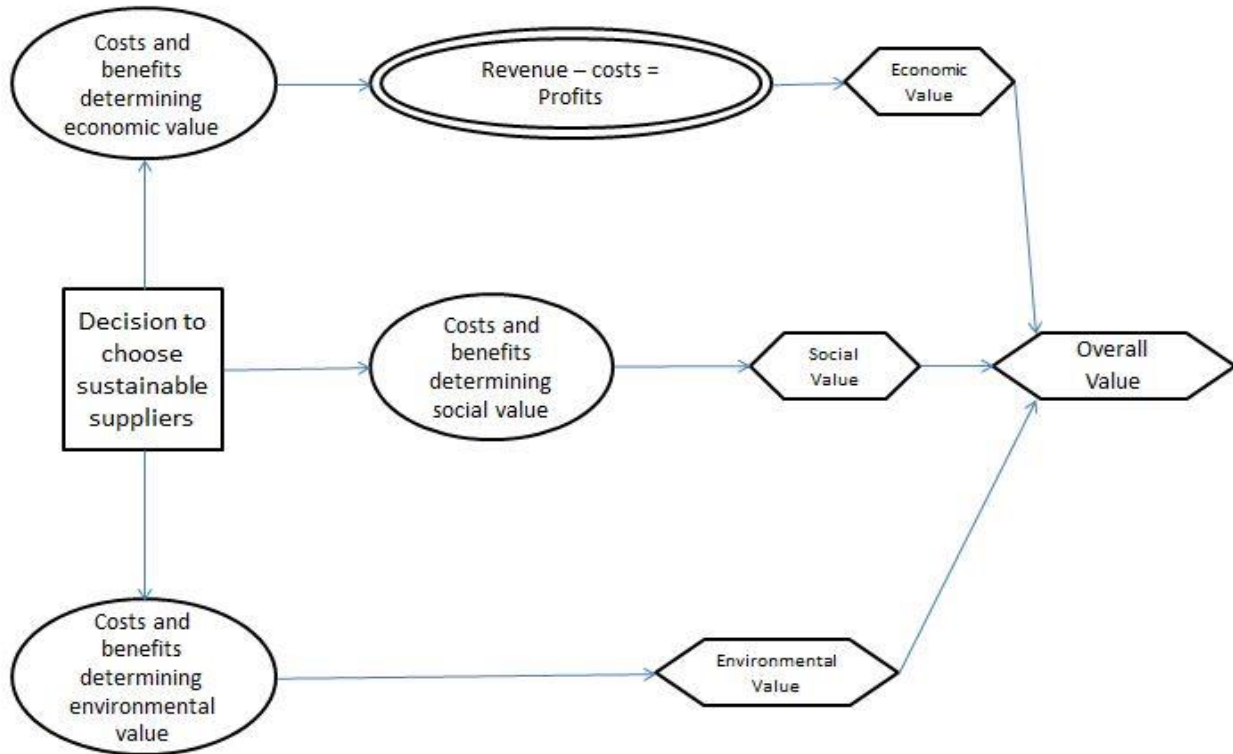 Costs and
benefits
determining
economic value
Revenue – costs =
Profits
Economic
Value
Decision to
choose
sustainable
suppliers
Costs and
benefits
determining
social value
Social
Value
Overall
Value
Costs and
benefits
determining
environmental
value
Environmental
Value